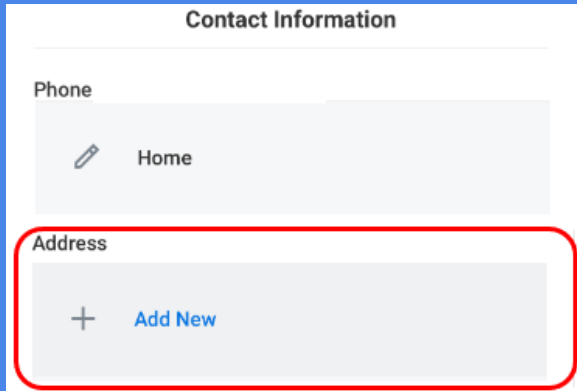 Contact Information
Phone
Home
Address
Add New